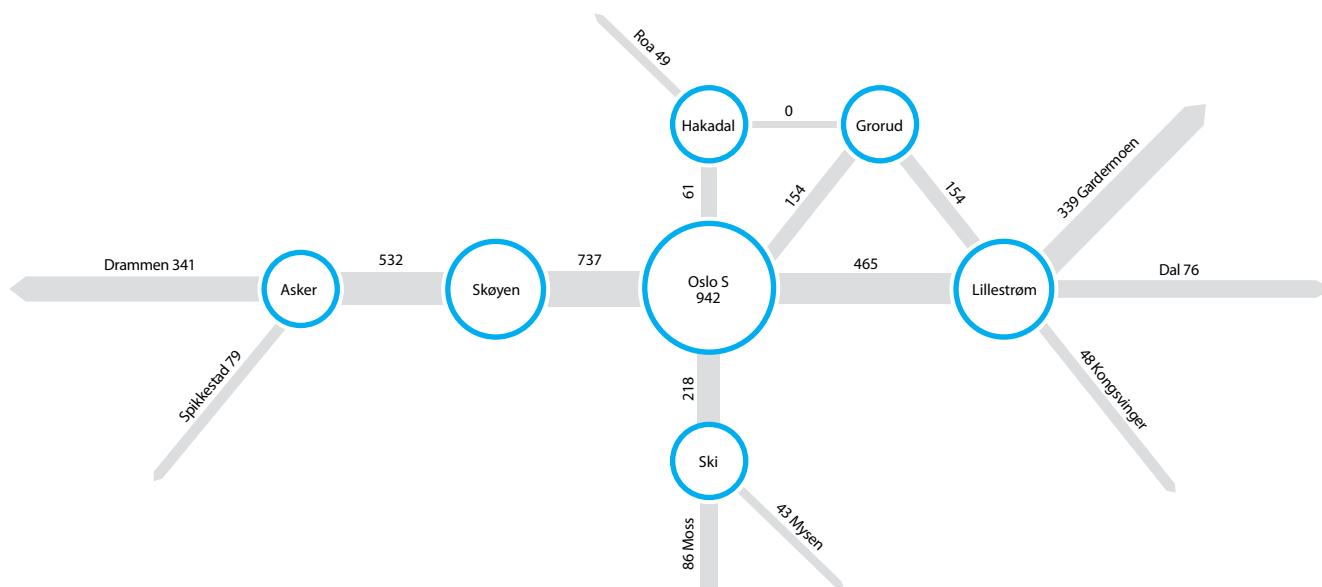 Roa 49
Hakadal
0
Grorud
339 Gardermoen
61
154
154
Drammen 341
532
737
Oslo S
942
465
Dal 76
Asker
Skøyen
Lillestrøm
Spikkestad 79
218
48 Kongsvinger
Ski
86 Moss
43 Mysen